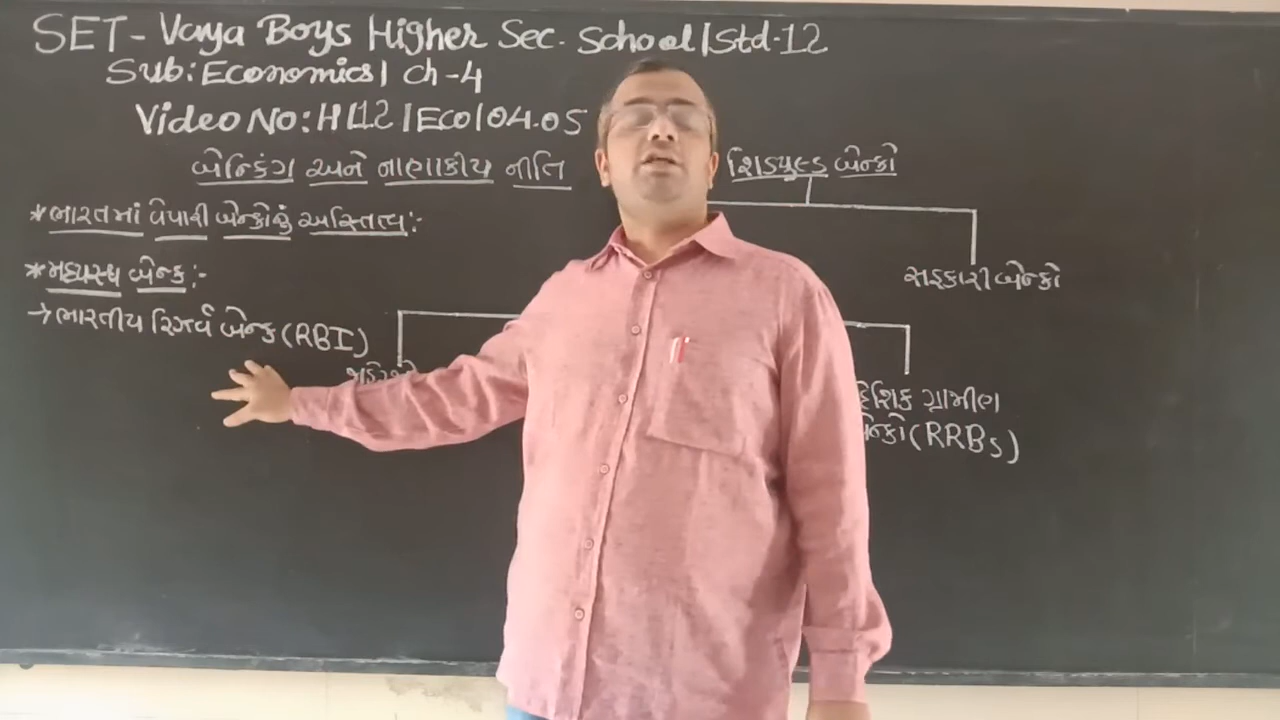 SET- Vaya Boys Higher Sec. School/Std-12
Sub: Economics/ Ch-4
Video No: H/12/Eco/04.05
બેન્કિંગ અને નાણાકીય નીતિ
*ભારતમાં વેપારી બેન્કોનું અસ્તિત્વ:-
*મધ્યસ્થ બેન્ક:-
→ ભારતીય રિઝર્વ બેન્ક (RBI)
શિડ્યુલ્ડ બેન્કો
સહકારી બેન્કો
ગ્રામીણ
(RRBs)